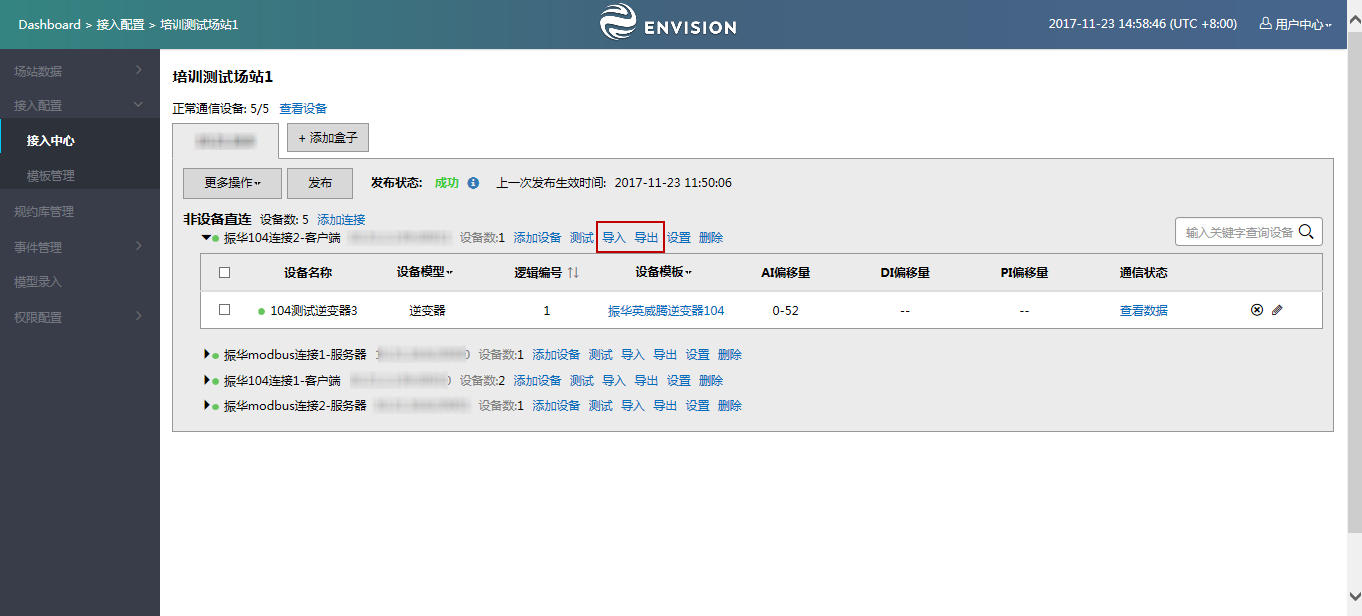 Dashboard > 接入配置 > 培训测试场站1
ENVISION
2017-11-23 14:58:46 (UTC +8:00)
用户中心
场站数据
接入配置
接入中心
模板管理
规约库管理
事件管理
模型录入
权限配置
培训测试场站1
正常通信设备: 5/5 查看设备
+ 添加盒子
更多操作 发布 发布状态: 成功 上一次发布生效时间: 2017-11-23 11:50:06
非设备直连 设备数: 5 添加连接
输入关键字查询设备
振华104连接2-客户端 设备数:1 添加设备 测试 导入 导出 设置 删除
设备名称 设备模型 逻辑编号 设备模板 AI偏移量 DI偏移量 PI偏移量 通信状态
104测试逆变器3 逆变器 1 振华英威腾逆变器104 0-52 -- -- 查看数据
振华modbus连接1-服务器 设备数:1 添加设备 测试 导入 导出 设置 删除
振华104连接1-客户端 设备数:2 添加设备 测试 导入 导出 设置 删除
振华modbus连接2-服务器 设备数:1 添加设备 测试 导入 导出 设置 删除